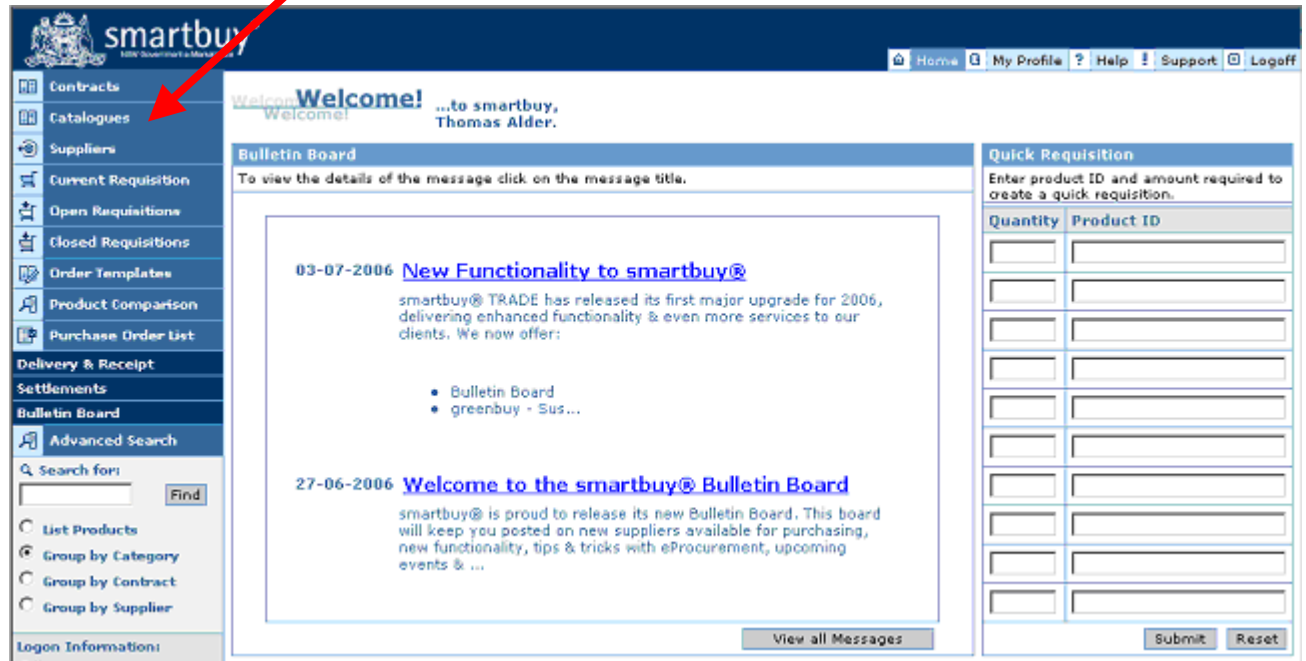 smartbuy®
NSW Government eMarketplace
Home My Profile ? Help ! Support Logoff
Contracts
Catalogues
Suppliers
Current Requisition
Open Requisitions
Closed Requisitions
Order Templates
Product Comparison
Purchase Order List
Delivery & Receipt
Settlements
Bulletin Board
Advanced Search
Search for:
Find
List Products
Group by Category
Group by Contract
Group by Supplier
Logon Information:
Welcome!
Welcome!
...to smartbuy,
Thomas Alder.
Bulletin Board
To view the details of the message click on the message title.
03-07-2006 New Functionality to smartbuy®
smartbuy® TRADE has released its first major upgrade for 2006,
delivering enhanced functionality & even more services to our
clients. We now offer:
• Bulletin Board
• greenbuy - Sus...
27-06-2006 Welcome to the smartbuy® Bulletin Board
smartbuy® is proud to release its new Bulletin Board. This board
will keep you posted on new suppliers available for purchasing,
new functionality, tips & tricks with eProcurement, upcoming
events & ...
View all Messages
Quick Requisition
Enter product ID and amount required to
create a quick requisition.
Quantity Product ID
Submit Reset